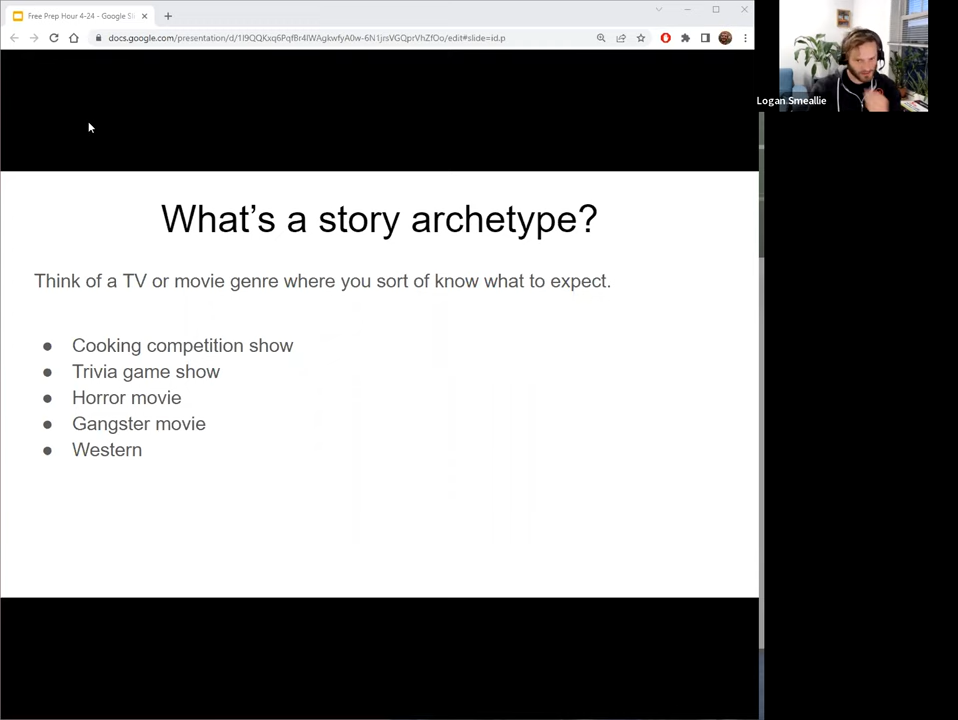 Free Prep Hour 4-24 - Google Sli
docs.google.com/presentation/d/1I9QQKxq6PqfBr4lWAgkwfyA0w-6N1jrsVGQprVhZfOo/edit#slide=id.p
Logan Smeallie
What's a story archetype?
Think of a TV or movie genre where you sort of know what to expect.
● Cooking competition show
● Trivia game show
● Horror movie
● Gangster movie
● Western